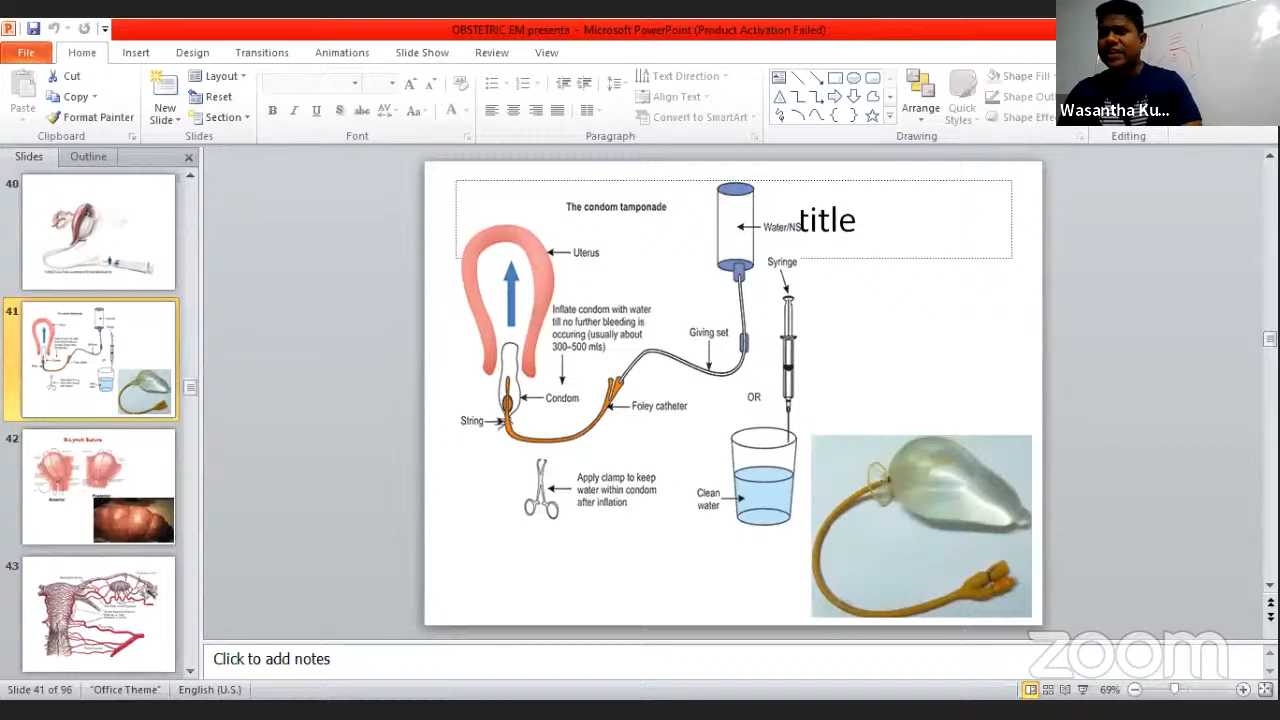 OBSTETRIC EM presenta - Microsoft PowerPoint (Product Activation Failed)
File Home Insert Design Transitions Animations Slide Show Review View
Paste
Cut
Copy
Format Painter
Clipboard
New Slide
Layout
Reset
Section
Slides
Font
Text Direction
Align Text
Convert to SmartArt
Paragraph
Arrange
Quick Styles
Shape Fill
Shape Out
Shape Effe
Drawing
Editing
Wasantha Ku...
Slides Outline
40
41
42
B-Lynch Suture
Anterior
Posterior
43
The condom tamponade
title
Water/NS
Uterus
Syringe
Inflate condom with water
till no further bleeding is
occuring (usually about
300–500 mls)
Giving set
Condom
Foley catheter
OR
String
Apply clamp to keep
water within condom
after inflation
Clean
water
Click to add notes
zoom
Slide 41 of 96 "Office Theme" English (U.S.) 69%